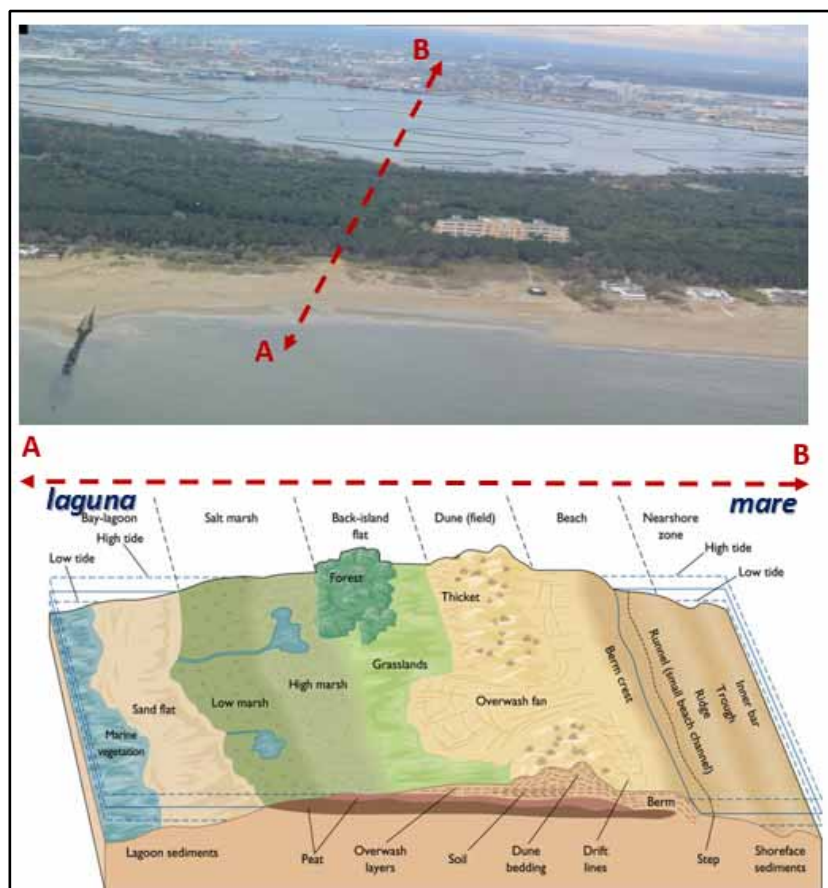 B
A
A
B
laguna
mare
Bay-lagoon
Salt marsh
Back-island
flat
Dune (field)
Beach
Nearshore
zone
High tide
Low tide
High tide
Low tide
Forest
Thicket
Grasslands
High marsh
Low marsh
Sand flat
Marine
vegetation
Overwash fan
Berm crest
Runnel (small beach channel)
Ridge
Trough
Inner bar
Berm
Lagoon sediments
Peat
Overwash
layers
Soil
Dune
bedding
Drift
lines
Step
Shoreface
sediments